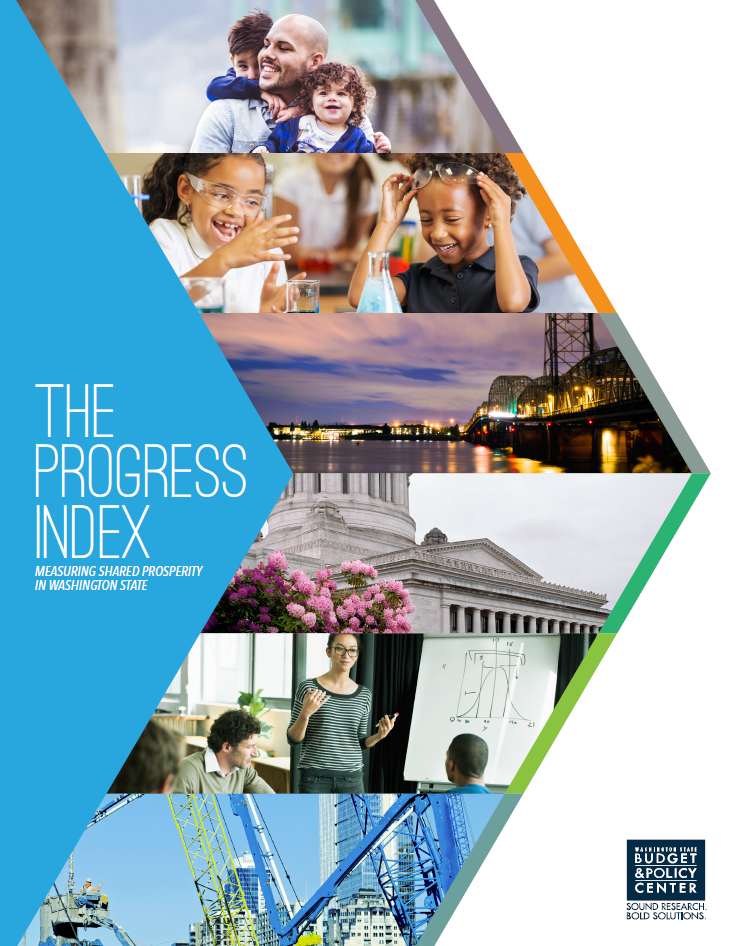 THE
PROGRESS
INDEX
MEASURING SHARED PROSPERITY
IN WASHINGTON STATE
WASHINGTON STATE
BUDGET
&POLICY
CENTER
SOUND RESEARCH.
BOLD SOLUTIONS.